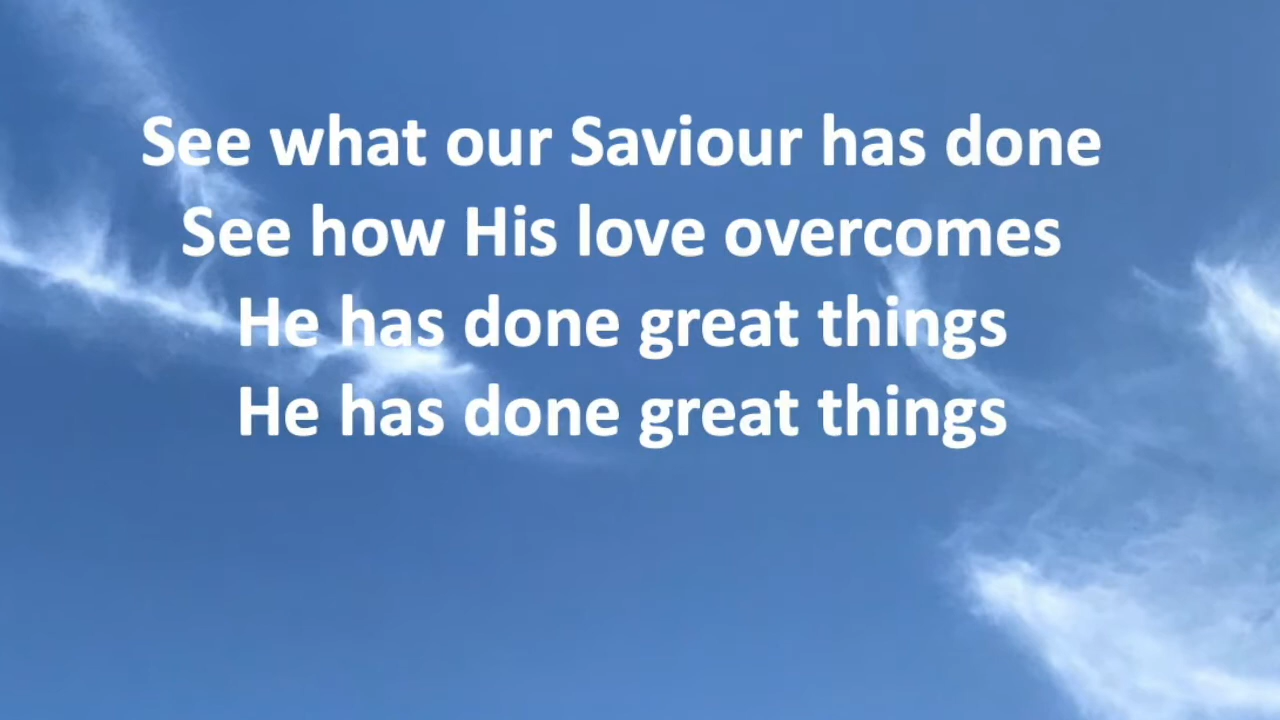 See what our Saviour has done
See how His love overcomes
He has done great things
He has done great things